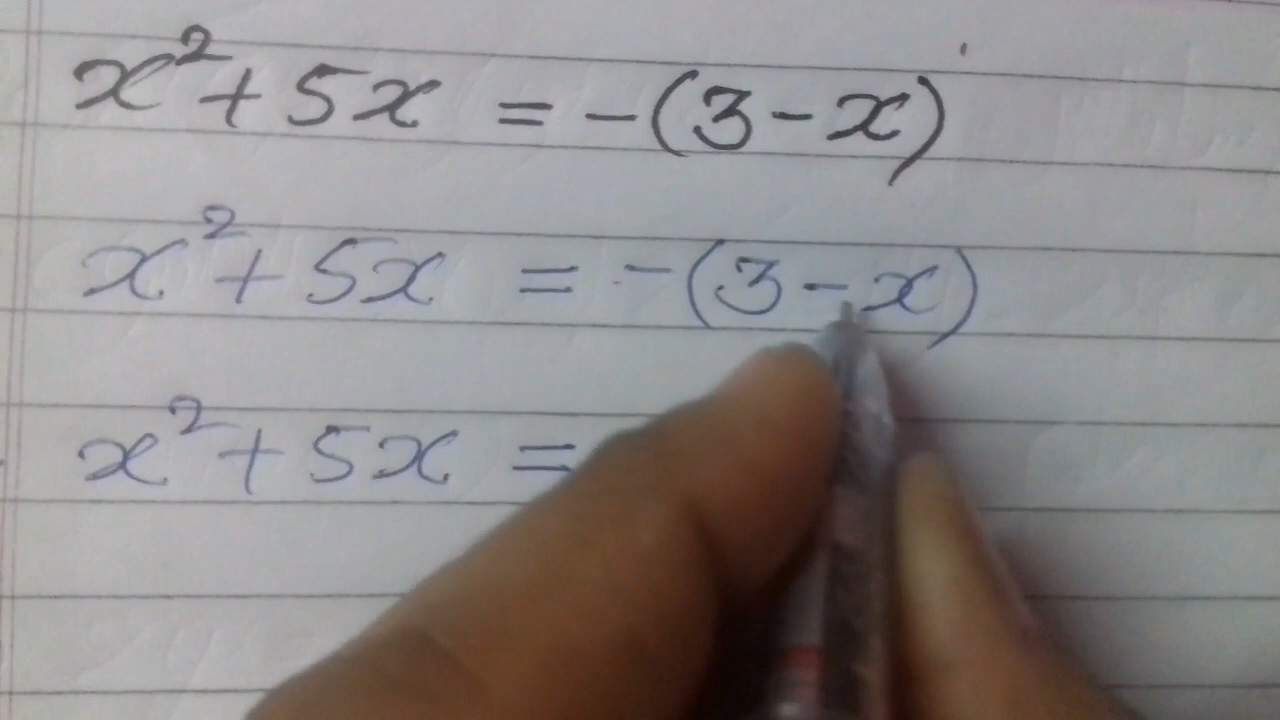 x² + 5x = -(3 - x)
x² + 5x = -(3 - x)
x² + 5x =